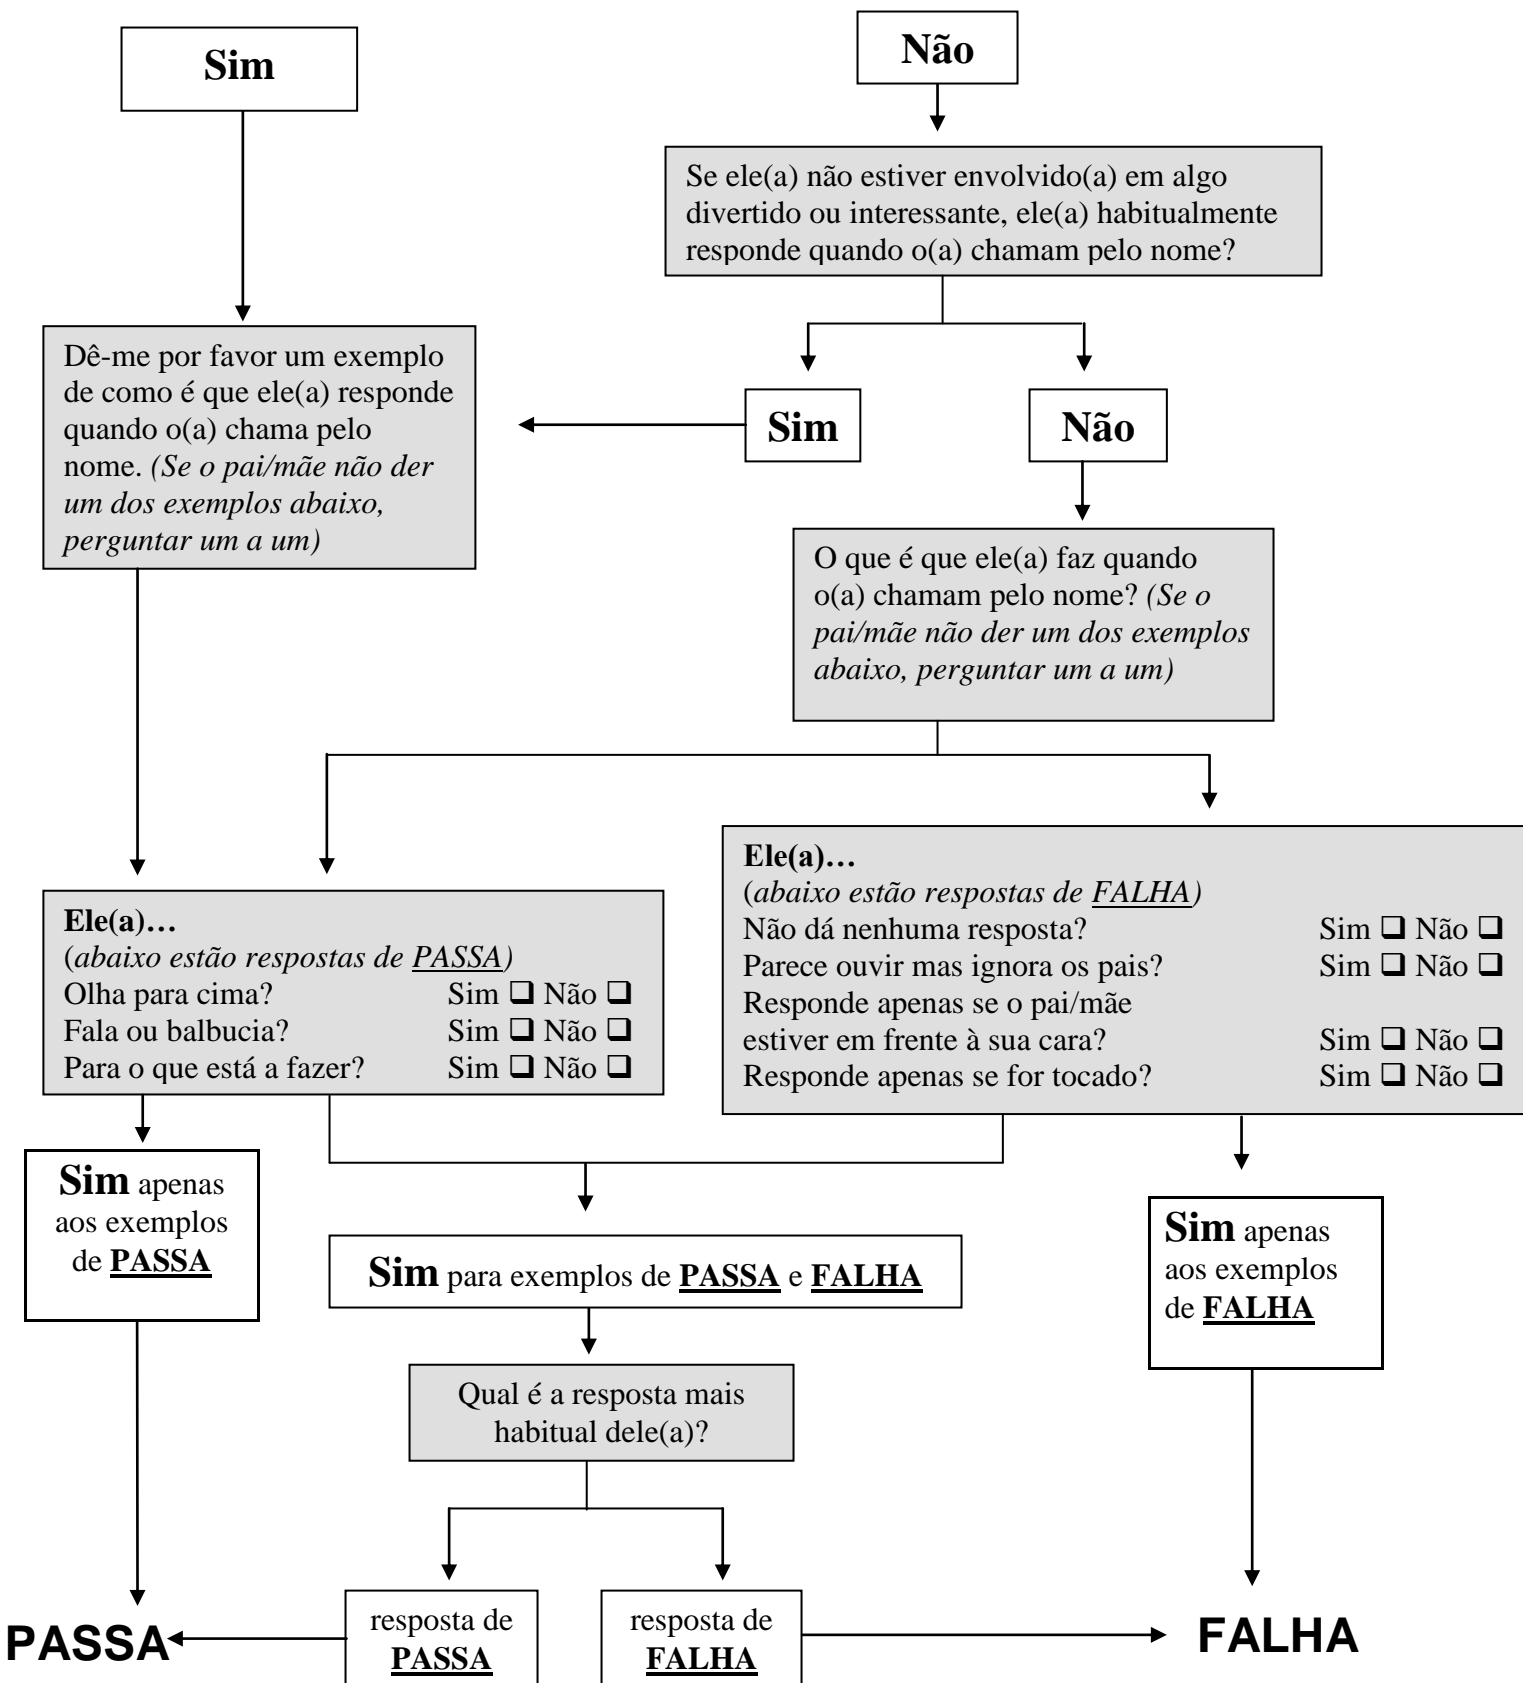 Sim
Não
Se ele(a) não estiver envolvido(a) em algo
divertido ou interessante, ele(a) habitualmente
responde quando o(a) chamam pelo nome?
Dê-me por favor um exemplo
de como é que ele(a) responde
quando o(a) chama pelo
nome. (Se o pai/mãe não der
um dos exemplos abaixo,
perguntar um a um)
Sim
Não
O que é que ele(a) faz quando
o(a) chamam pelo nome? (Se o
pai/mãe não der um dos exemplos
abaixo, perguntar um a um)
Ele(a)…
(abaixo estão respostas de PASSA)
Olha para cima? Sim ❑ Não ❑
Fala ou balbucia? Sim ❑ Não ❑
Para o que está a fazer? Sim ❑ Não ❑
Ele(a)…
(abaixo estão respostas de FALHA)
Não dá nenhuma resposta? Sim ❑ Não ❑
Parece ouvir mas ignora os pais? Sim ❑ Não ❑
Responde apenas se o pai/mãe
estiver em frente à sua cara? Sim ❑ Não ❑
Responde apenas se for tocado? Sim ❑ Não ❑
Sim apenas
aos exemplos
de PASSA
Sim para exemplos de PASSA e FALHA
Sim apenas
aos exemplos
de FALHA
Qual é a resposta mais
habitual dele(a)?
PASSA
resposta de
PASSA
resposta de
FALHA
FALHA